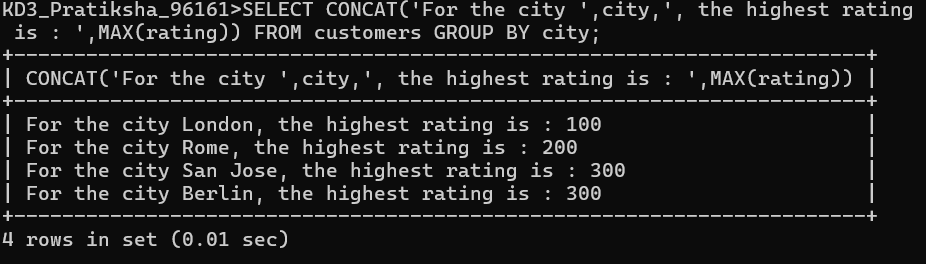 KD3_Pratiksha_96161>SELECT CONCAT('For the city ',city,', the highest rating
 is : ',MAX(rating)) FROM customers GROUP BY city;
+-----------------------------------------------------------------------+
| CONCAT('For the city ',city,', the highest rating is : ',MAX(rating)) |
+-----------------------------------------------------------------------+
| For the city London, the highest rating is : 100                      |
| For the city Rome, the highest rating is : 200                        |
| For the city San Jose, the highest rating is : 300                    |
| For the city Berlin, the highest rating is : 300                      |
+-----------------------------------------------------------------------+
4 rows in set (0.01 sec)